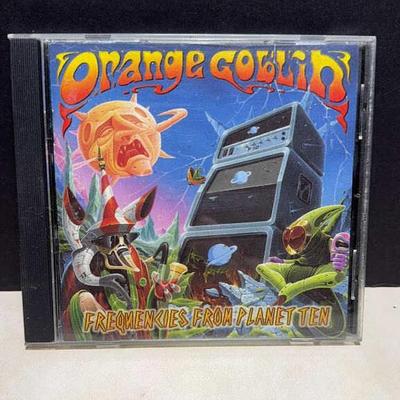 Orange Goblin
FREQUENCIES FROM PLANET TEN